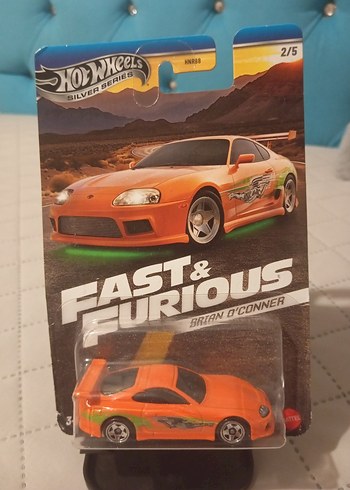 HOT WHEELS
SILVER SERIES
HNR88
2/5
FAST &
FURIOUS
BRIAN O'CONNER